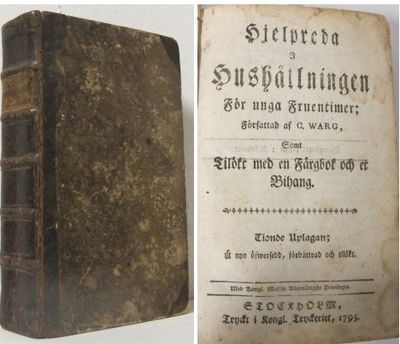 Hjelpreda
I
Hushållningen
För unga Fruentimer;
Författad af C. WARG,
Samt
Tilökt med en Färgbok och et
Bihang.
Tionde Uplagan;
Å nyo öfwersedd, förbättrad och tilökt.
Med Kongl. Maj:ts Allernådigste Privilegio.
STOCKHOLM,
Tryckt i Kongl. Tryckeriet, 1795.